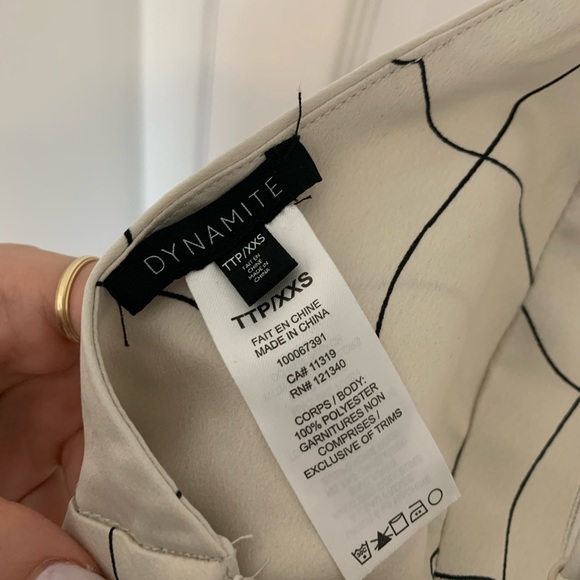 DYNAMITE
TTP/XXS
FAIT EN
CHINE
MADE IN
CHINA
TTP/XXS
FAIT EN CHINE
MADE IN CHINA
100067391
CA# 11319
RN# 121340
CORPS / BODY:
100% POLYESTER
GARNITURES NON
COMPRISES /
EXCLUSIVE OF TRIMS